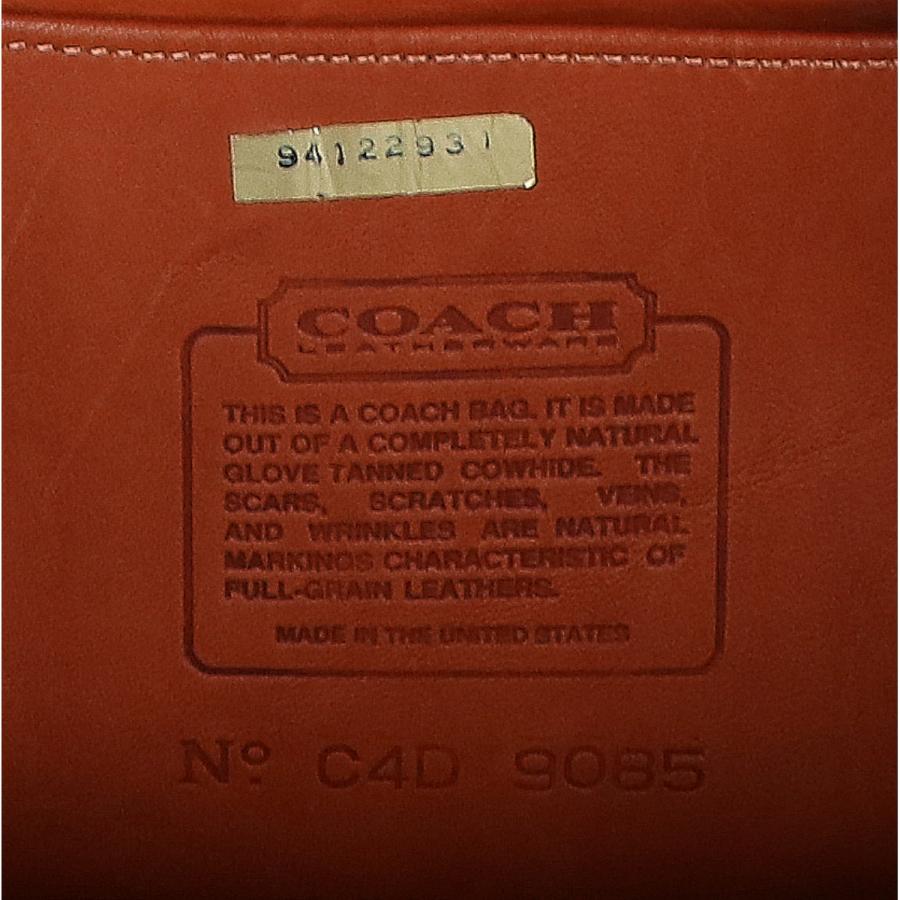 94122931
COACH
LEATHERWARE
THIS IS A COACH BAG. IT IS MADE
OUT OF A COMPLETELY NATURAL
GLOVE TANNED COWHIDE. THE
SCARS, SCRATCHES, VEINS,
AND WRINKLES ARE NATURAL
MARKINGS CHARACTERISTIC OF
FULL-GRAIN LEATHERS.
MADE IN THE UNITED STATES
Nº C4D 9085